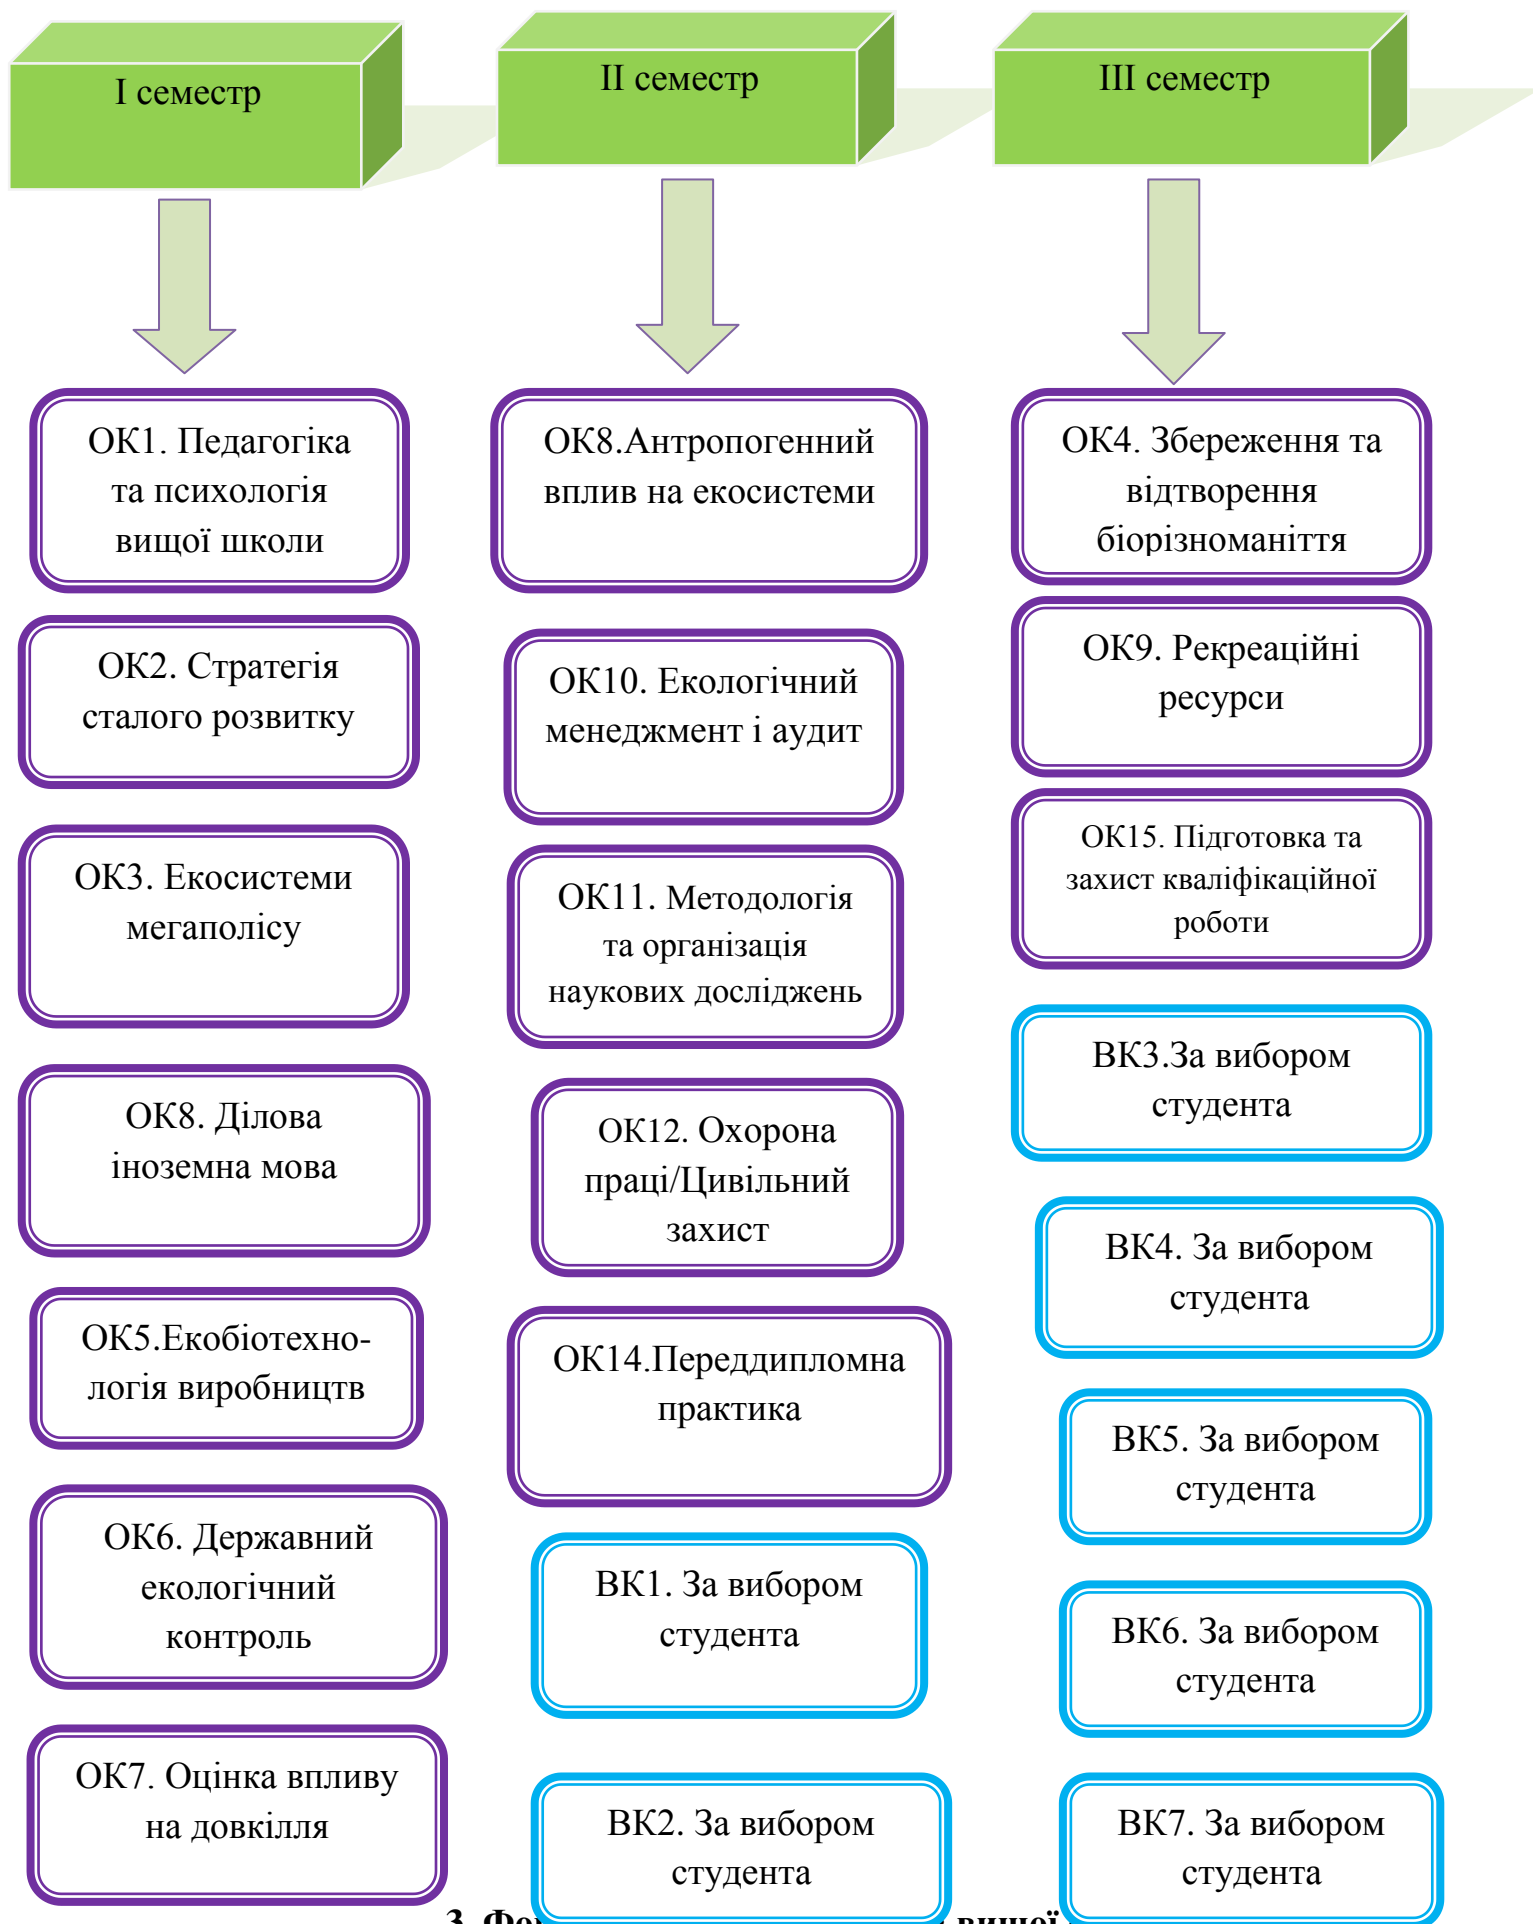 І семестр
ІІ семестр
ІІІ семестр
ОК1. Педагогіка
та психологія
вищої школи
ОК2. Стратегія
сталого розвитку
ОК3. Екосистеми
мегаполісу
ОК8. Ділова
іноземна мова
ОК5.Екобіотехно-
логія виробництв
ОК6. Державний
екологічний
контроль
ОК7. Оцінка впливу
на довкілля
ОК8.Антропогенний
вплив на екосистеми
ОК10. Екологічний
менеджмент і аудит
ОК11. Методологія
та організація
наукових досліджень
ОК12. Охорона
праці/Цивільний
захист
ОК14.Переддипломна
практика
ВК1. За вибором
студента
ВК2. За вибором
студента
ОК4. Збереження та
відтворення
біорізноманіття
ОК9. Рекреаційні
ресурси
ОК15. Підготовка та
захист кваліфікаційної
роботи
ВК3.За вибором
студента
ВК4. За вибором
студента
ВК5. За вибором
студента
ВК6. За вибором
студента
ВК7. За вибором
студента
3. вищої